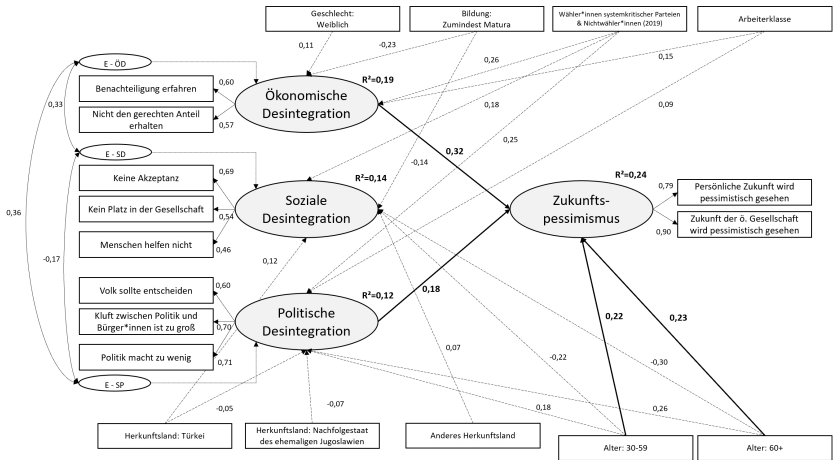 Geschlecht:
Weiblich
Bildung:
Zumindest Matura
Wähler*innen systemkritischer Parteien
& Nichtwähler*innen (2019)
Arbeiterklasse
0,11
-0,23
0,26
0,15
E - ÖD
R²=0,19
0,60
Benachteiligung erfahren
Ökonomische
Desintegration
0,33
0,18
0,09
Nicht den gerechten Anteil
erhalten
0,57
0,25
0,32
E - SD
-0,14
0,69
Keine Akzeptanz
R²=0,14
R²=0,24
0,79
Persönliche Zukunft wird
pessimistisch gesehen
Soziale
Desintegration
Zukunfts-
pessimismus
0,36
Kein Platz in der Gesellschaft
0,54
Zukunft der ö. Gesellschaft
wird pessimistisch gesehen
0,90
Menschen helfen nicht
0,46
-0,17
0,12
0,60
Volk sollte entscheiden
R²=0,12
0,18
Politische
Desintegration
Kluft zwischen Politik und
Bürger*innen ist zu groß
0,70
0,22
0,23
0,07
Politik macht zu wenig
0,71
-0,22
-0,30
E - SP
-0,05
-0,07
0,18
0,26
Herkunftsland: Türkei
Herkunftsland: Nachfolgestaat
des ehemaligen Jugoslawien
Anderes Herkunftsland
Alter: 30-59
Alter: 60+